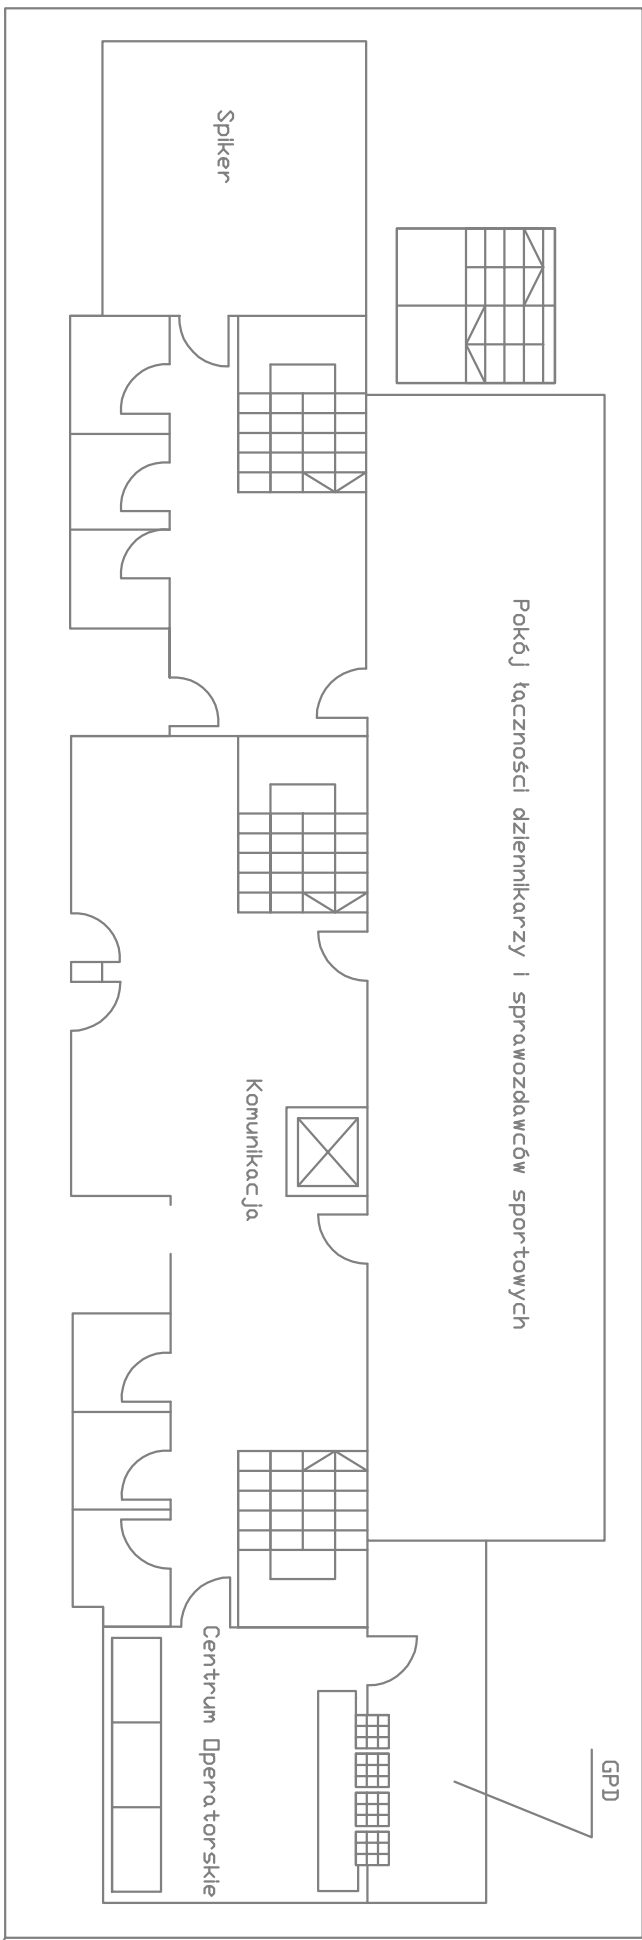 Spiker
Pokój łączności dziennikarzy i sprawozdawców sportowych
Komunikacja
Centrum Operatorskie
GPD